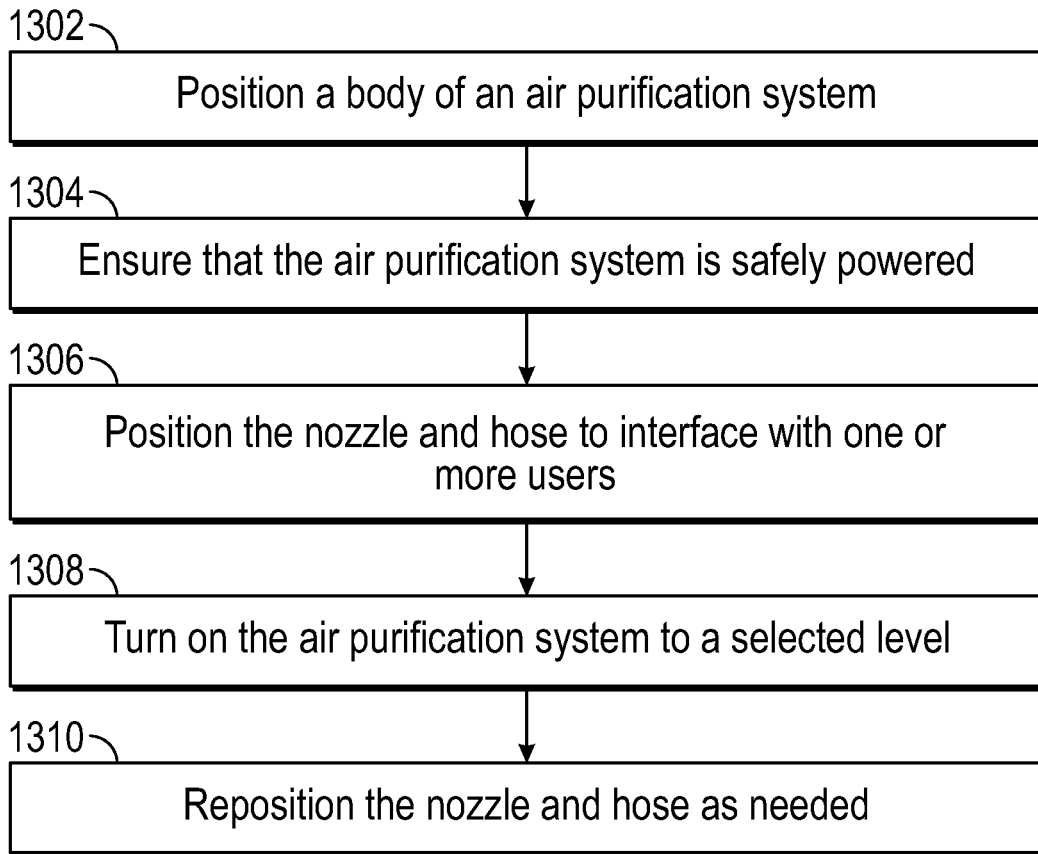 1302
Position a body of an air purification system
1304
Ensure that the air purification system is safely powered
1306
Position the nozzle and hose to interface with one or
more users
1308
Turn on the air purification system to a selected level
1310
Reposition the nozzle and hose as needed